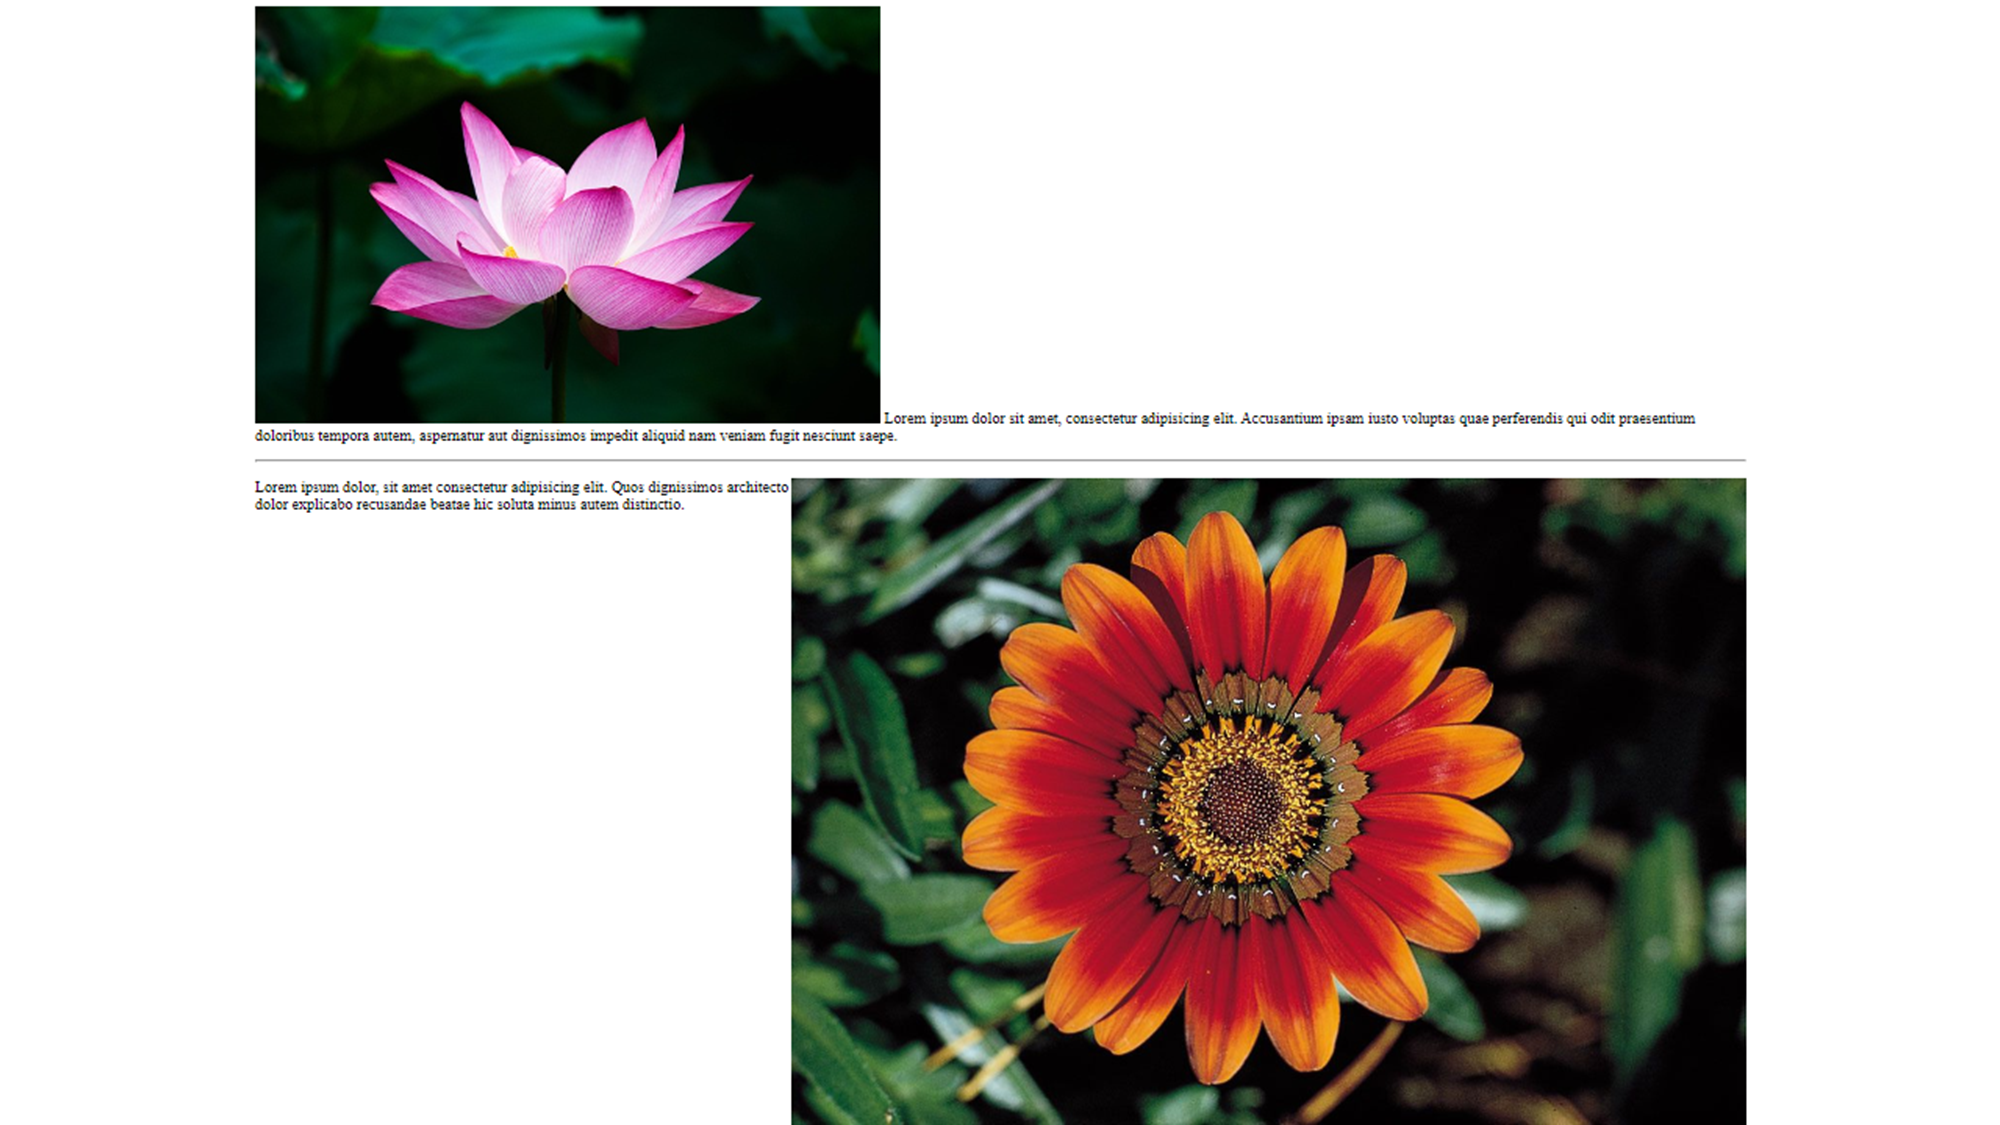 Lorem ipsum dolor sit amet, consectetur adipisicing elit. Accusantium ipsam iusto voluptas quae perferendis qui odit praesentium
doloribus tempora autem, aspernatur aut dignissimos impedit aliquid nam veniam fugit nesciunt saepe.
Lorem ipsum dolor, sit amet consectetur adipisicing elit. Quos dignissimos architecto
dolor explicabo recusandae beatae hic soluta minus autem distinctio.